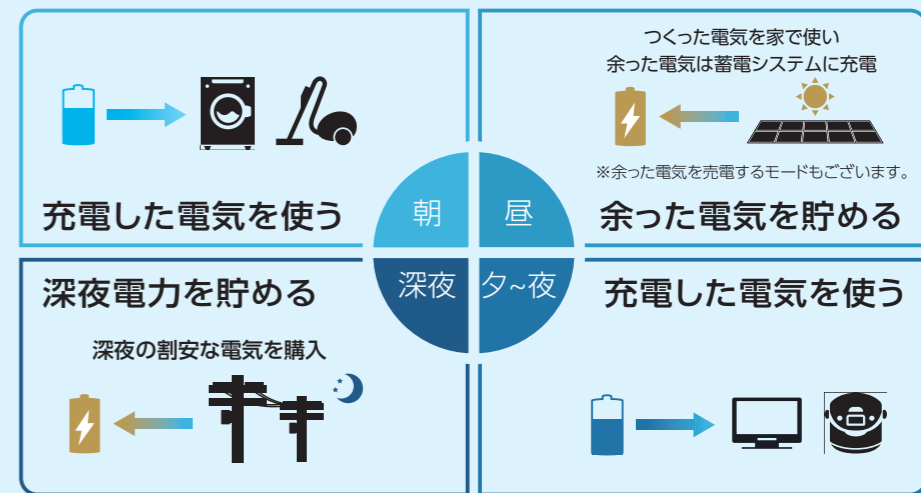 充電した電気を使う
朝
つくった電気を家で使い
余った電気は蓄電システムに充電
※余った電気を売電するモードもございます。
余った電気を貯める
昼
深夜電力を貯める
深夜
深夜の割安な電気を購入
夕~夜
充電した電気を使う